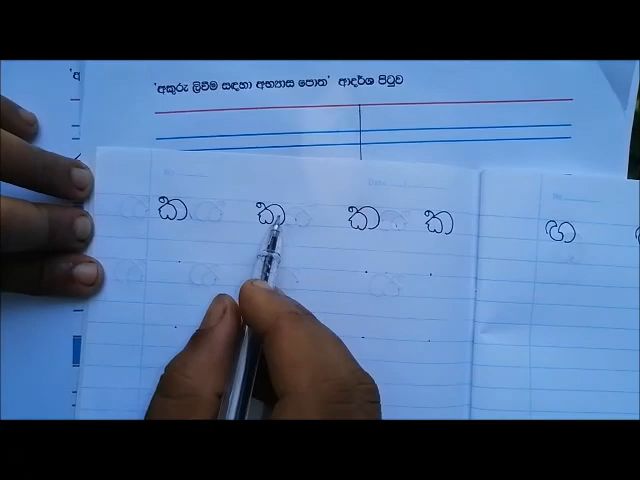 'අකුරු ලිවීම සඳහා අභ්‍යාස පොත' ආදර්ශ පිටුව
ක ක ක ක ඟ